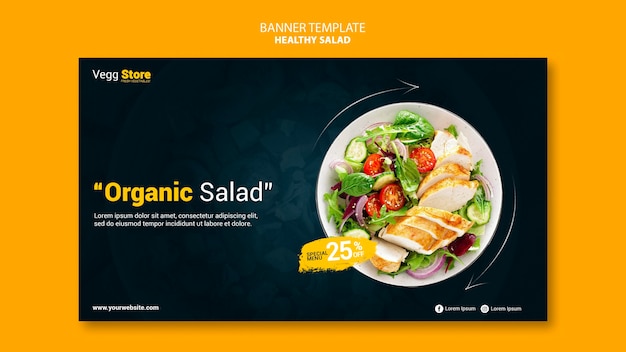 BANNER TEMPLATE
HEALTHY SALAD
Vegg Store
"Organic Salad"
Lorem ipsum dolor sit amet, consectetur adipiscing elit,
sed do eiusmod tempor incididunt ut labore et dolore.
SPECIAL MENU 25% OFF
www.yourwebsite.com
Lorem Ipsum
Lorem ipsum